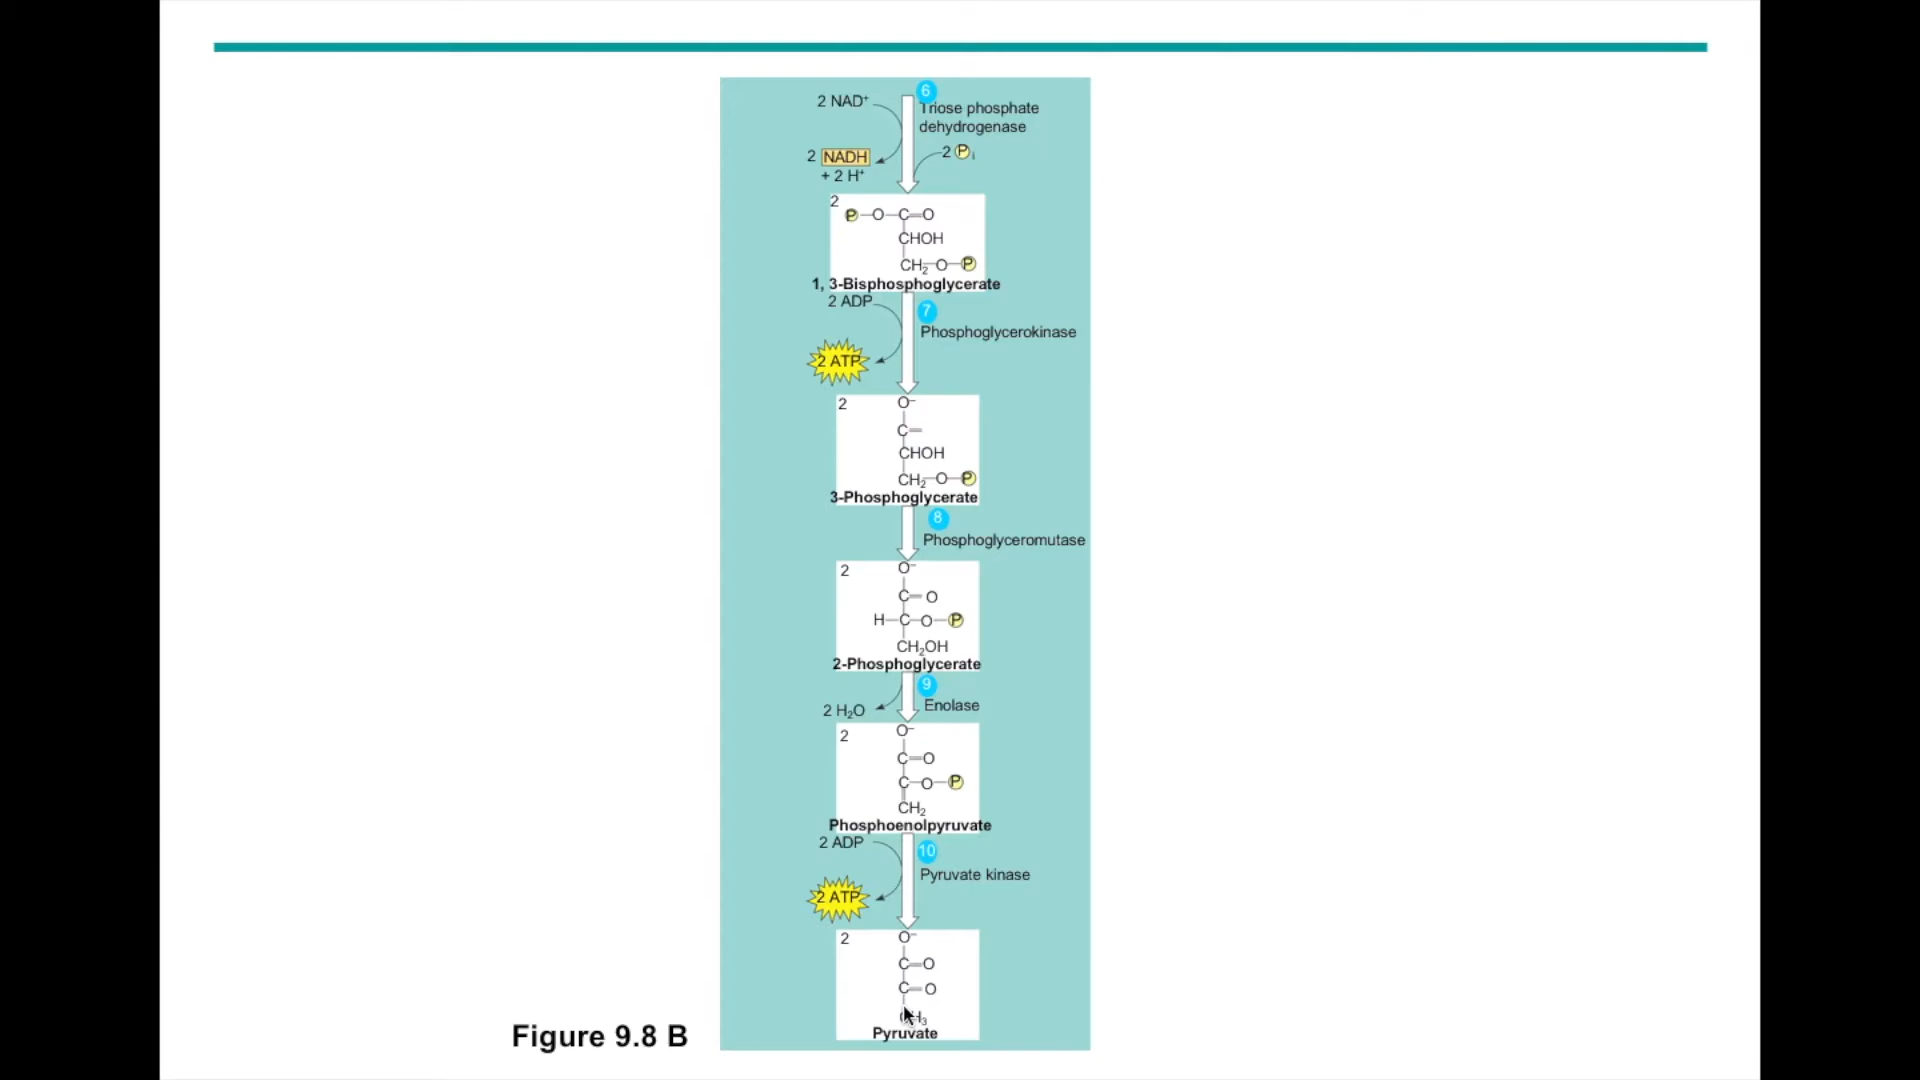 6
2 NAD⁺
Triose phosphate
dehydrogenase
2 NADH
+ 2 H⁺
2 P i
2
P–O–C=O
CHOH
CH₂–O–P
1, 3-Bisphosphoglycerate
2 ADP
7
Phosphoglycerokinase
2 ATP
2
O⁻
C=
CHOH
CH₂–O–P
3-Phosphoglycerate
8
Phosphoglyceromutase
2
O⁻
C=O
H–C–O–P
CH₂OH
2-Phosphoglycerate
9
Enolase
2 H₂O
2
O⁻
C=O
C–O–P
CH₂
Phosphoenolpyruvate
2 ADP
10
Pyruvate kinase
2 ATP
2
O⁻
C=O
C=O
CH₃
Pyruvate
Figure 9.8 B